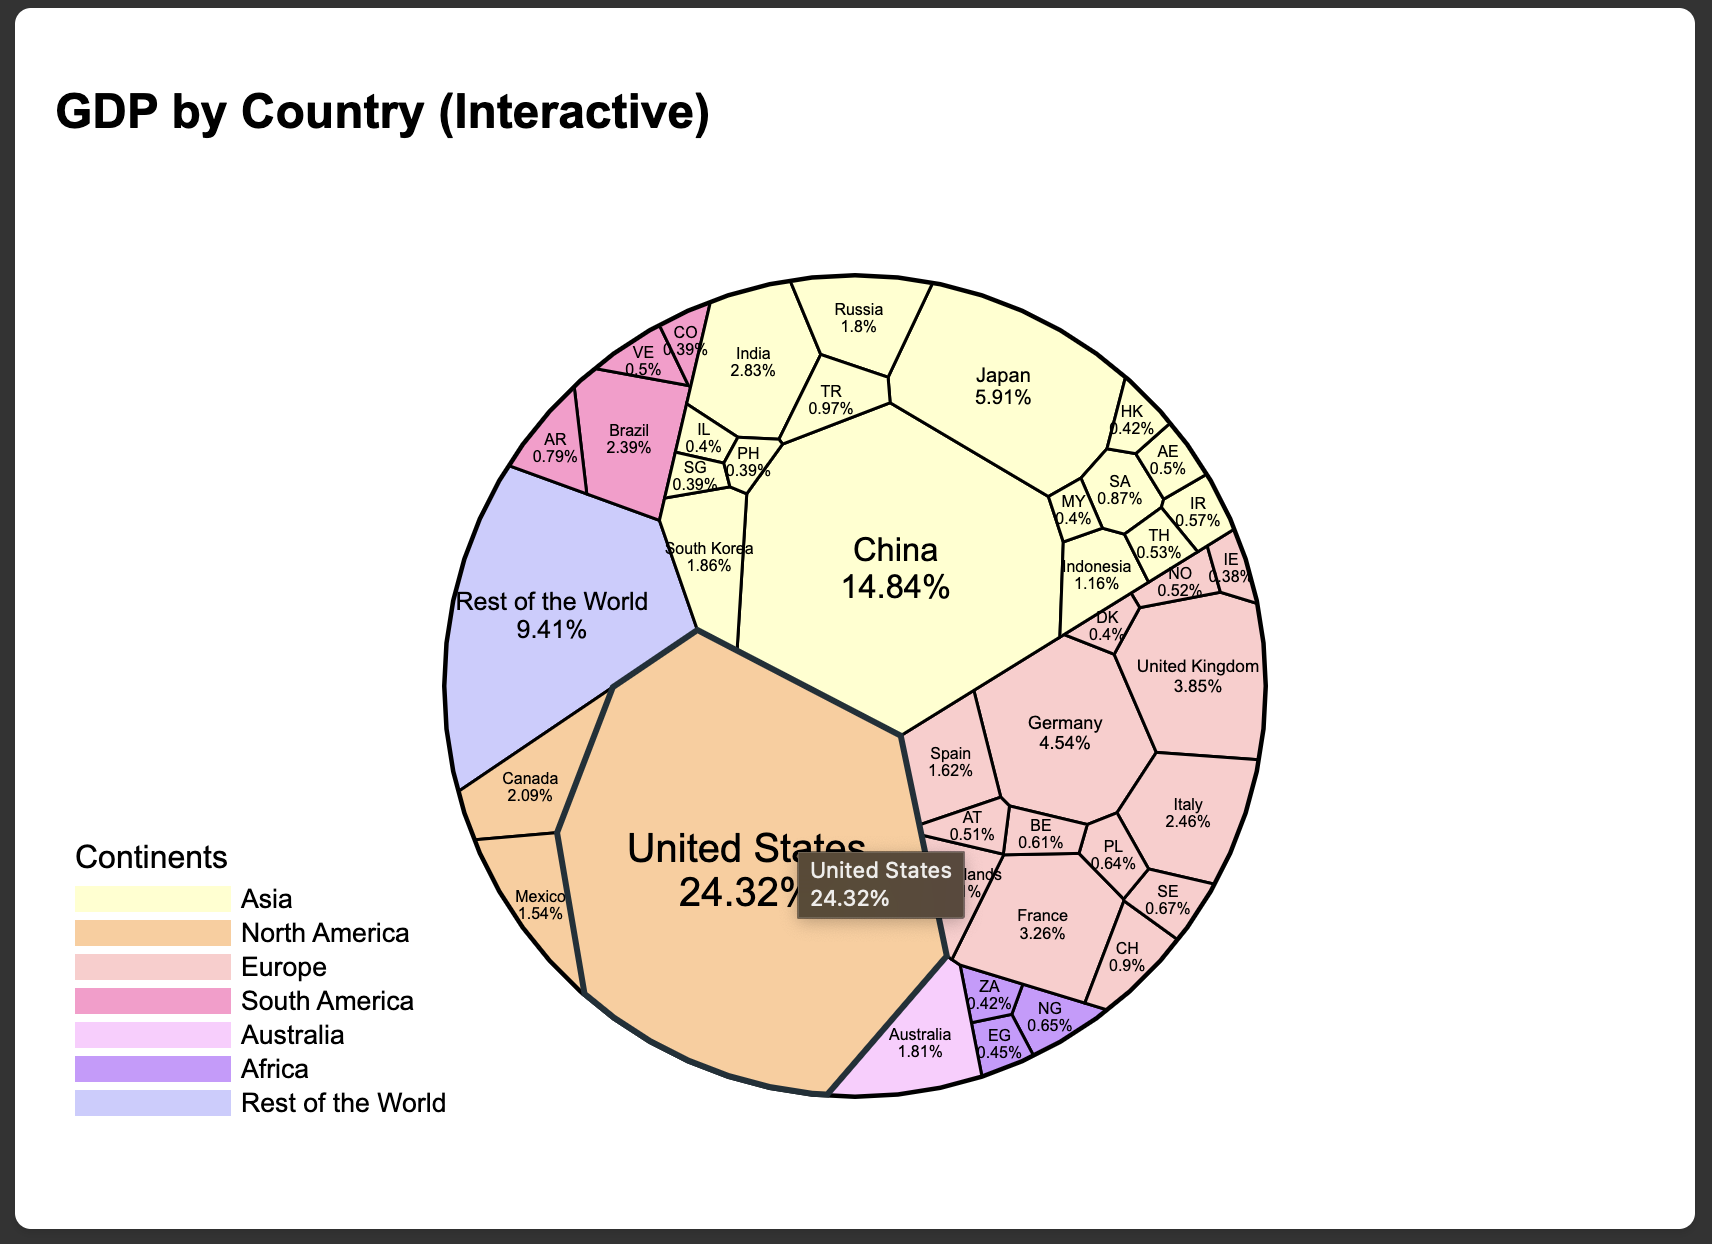 GDP by Country (Interactive)
Russia
1.8%
CO
0.39%
VE
0.5%
India
2.83%
Japan
5.91%
TR
0.97%
HK
0.42%
AR
0.79%
Brazil
2.39%
IL
0.4%
PH
0.39%
SG
0.39%
AE
0.5%
SA
0.87%
MY
0.4%
IR
0.57%
TH
0.53%
South Korea
1.86%
China
14.84%
Indonesia
1.16%
NO
0.52%
IE
0.38%
Rest of the World
9.41%
DK
0.4%
United Kingdom
3.85%
Germany
4.54%
Spain
1.62%
Canada
2.09%
Italy
2.46%
AT
0.51%
BE
0.61%
PL
0.64%
United States
24.32%
United States
24.32%
lands
%
SE
0.67%
Mexico
1.54%
France
3.26%
CH
0.9%
ZA
0.42%
NG
0.65%
Australia
1.81%
EG
0.45%
Continents
Asia
North America
Europe
South America
Australia
Africa
Rest of the World